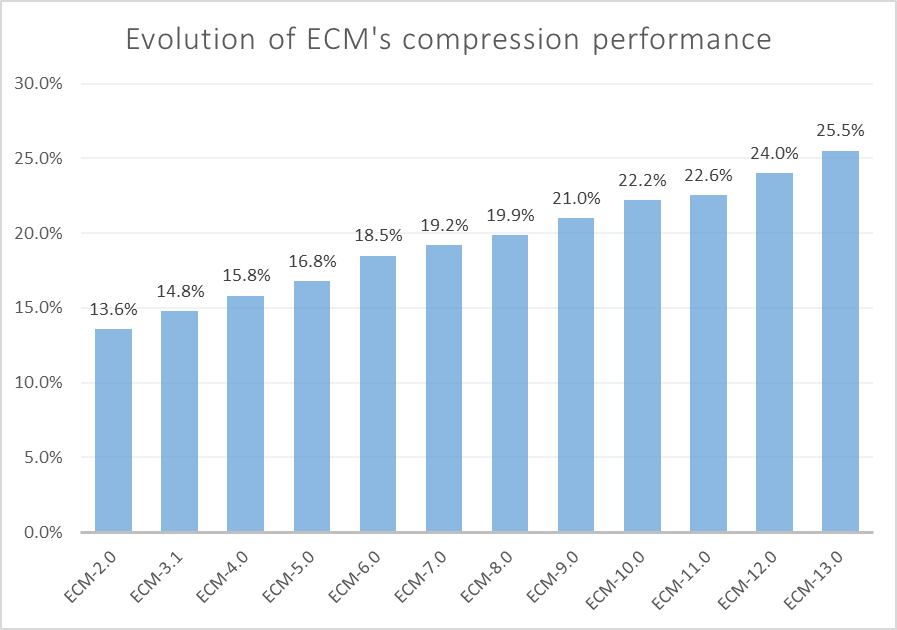 Evolution of ECM's compression performance
30.0%
25.0%
20.0%
15.0%
10.0%
5.0%
0.0%
13.6%
14.8%
15.8%
16.8%
18.5%
19.2%
19.9%
21.0%
22.2%
22.6%
24.0%
25.5%
ECM-2.0
ECM-3.1
ECM-4.0
ECM-5.0
ECM-6.0
ECM-7.0
ECM-8.0
ECM-9.0
ECM-10.0
ECM-11.0
ECM-12.0
ECM-13.0